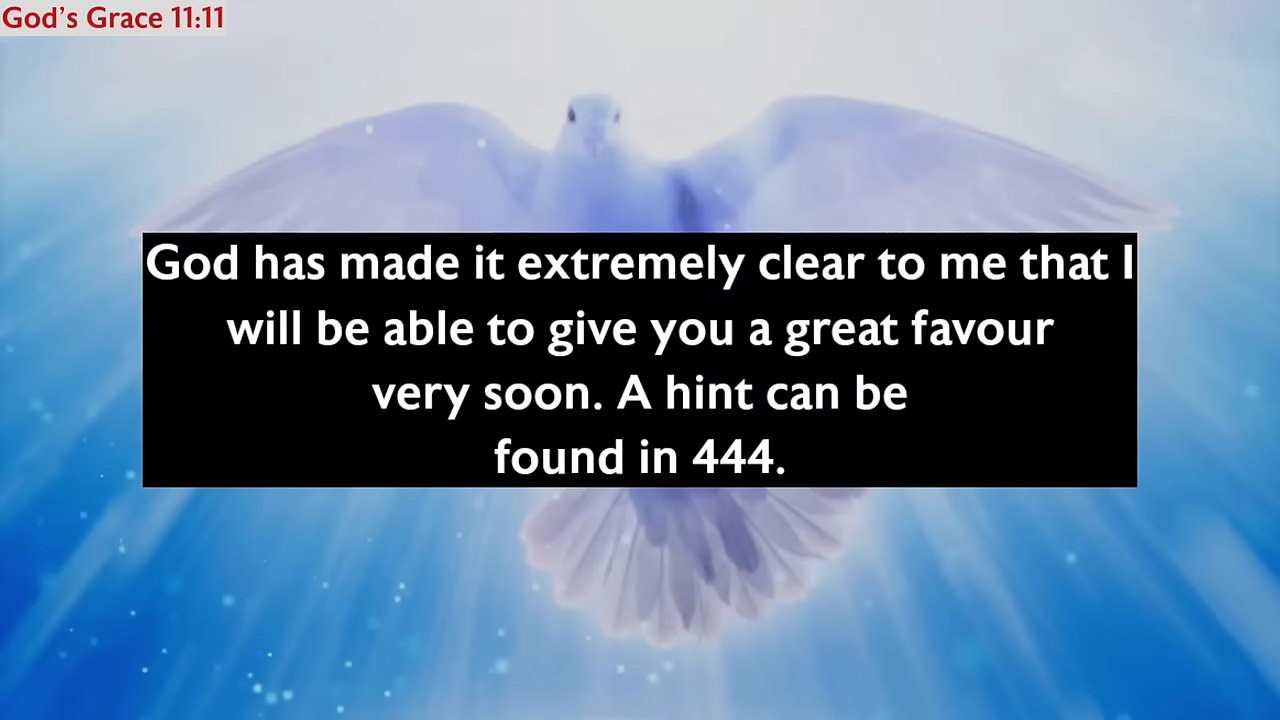 God's Grace 11:11
God has made it extremely clear to me that I
will be able to give you a great favour
very soon. A hint can be
found in 444.